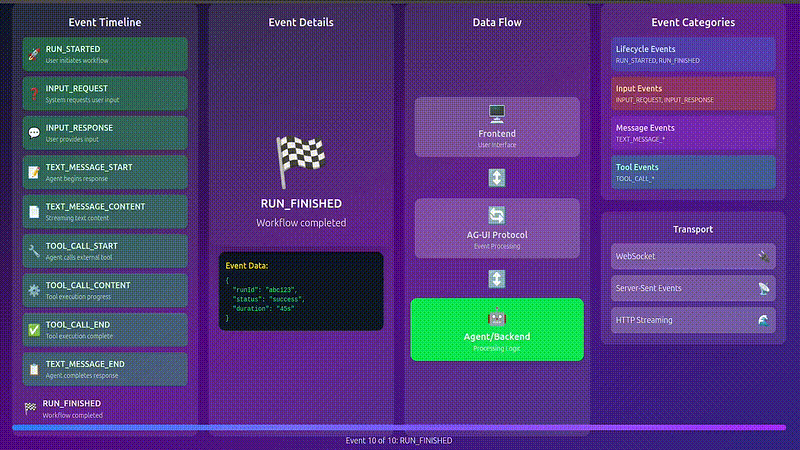 Event Timeline
RUN_STARTED
User initiates workflow
INPUT_REQUEST
System requests user input
INPUT_RESPONSE
User provides input
TEXT_MESSAGE_START
Agent begins response
TEXT_MESSAGE_CONTENT
Streaming text content
TOOL_CALL_START
Agent calls external tool
TOOL_CALL_CONTENT
Tool execution progress
TOOL_CALL_END
Tool execution complete
TEXT_MESSAGE_END
Agent completes response
RUN_FINISHED
Workflow completed
Event Details
RUN_FINISHED
Workflow completed
Event Data:
{
"runId": "abc123",
"status": "success",
"duration": "45s"
}
Data Flow
Frontend
User Interface
AG-UI Protocol
Event Processing
Agent/Backend
Processing Logic
Event Categories
Lifecycle Events
RUN_STARTED, RUN_FINISHED
Input Events
INPUT_REQUEST, INPUT_RESPONSE
Message Events
TEXT_MESSAGE_*
Tool Events
TOOL_CALL_*
Transport
WebSocket
Server-Sent Events
HTTP Streaming
Event 10 of 10: RUN_FINISHED